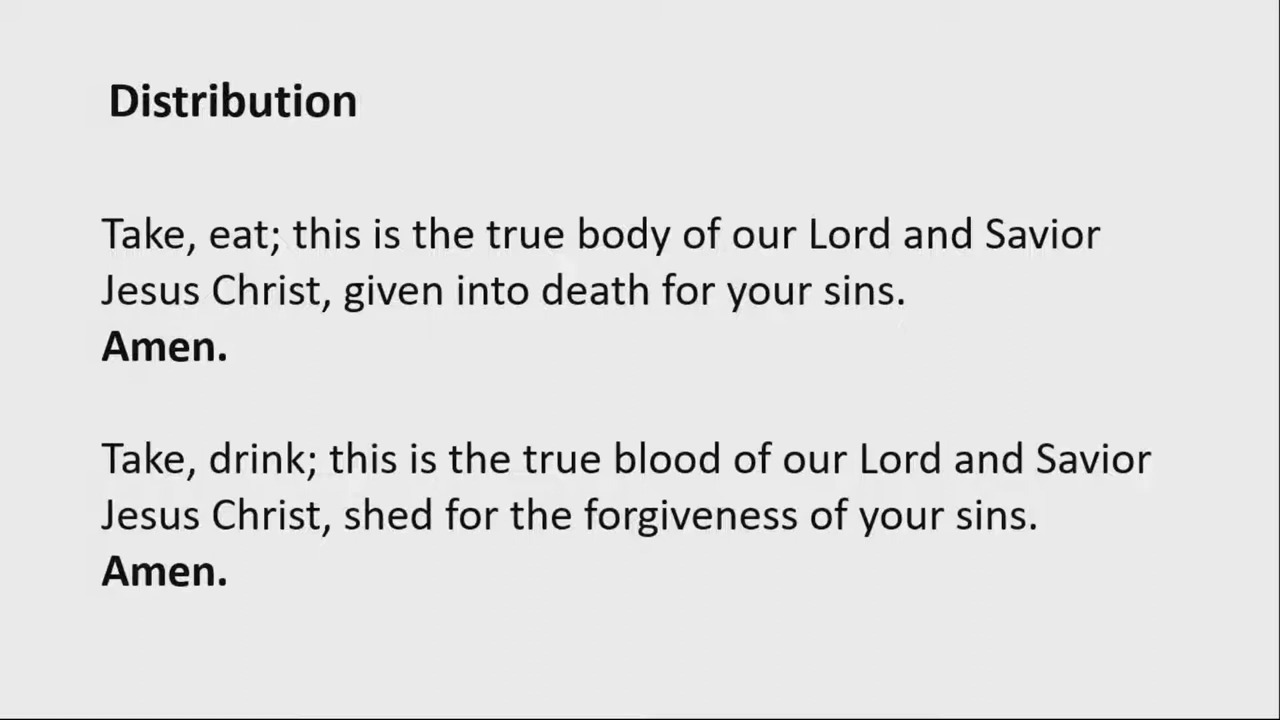 Distribution
Take, eat; this is the true body of our Lord and Savior
Jesus Christ, given into death for your sins.
Amen.
Take, drink; this is the true blood of our Lord and Savior
Jesus Christ, shed for the forgiveness of your sins.
Amen.